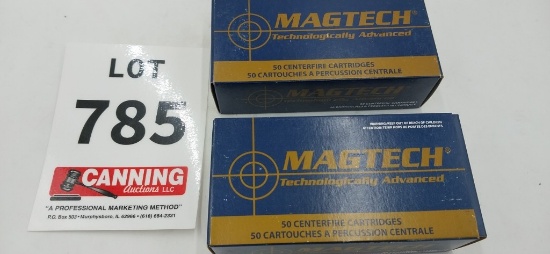 LOT
785
CANNING
Auctions LLC
"A PROFESSIONAL MARKETING METHOD"
MAGTECH
Technologically Advanced
50 CENTERFIRE CARTRIDGES
50 CARTOUCHES A PERCUSSION CENTRALE
MAGTECH
Technologically Advanced
50 CENTERFIRE CARTRIDGES
50 CARTOUCHES A PERCUSSION CENTRALE